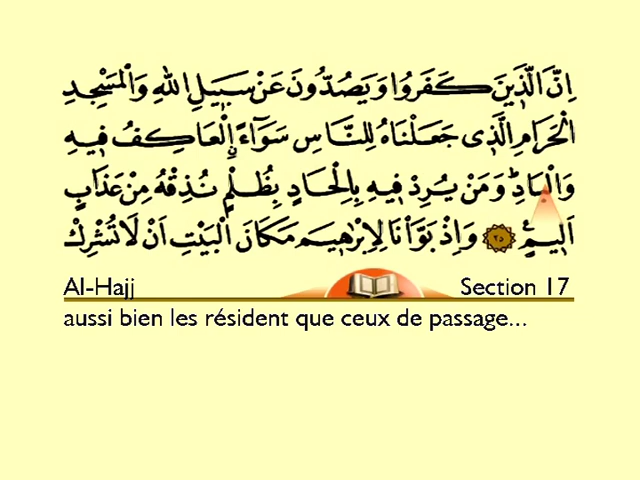 اِنَّ الَّذٖينَ كَفَرُوا وَيَصُدُّونَ عَنْ سَبٖيلِ اللّٰهِ وَالْمَسْجِدِ
الْحَرَامِ الَّذٖى جَعَلْنَاهُ لِلنَّاسِ سَوَٓاءً اۨلْعَاكِفُ فٖيهِ
وَالْبَادِؕ وَمَنْ يُرِدْ فٖيهِ بِاِلْحَادٍ بِظُلْمٍ نُذِقْهُ مِنْ عَذَابٍ
اَلٖيمٍ ﴿٢٥﴾ وَاِذْ بَوَّاْنَا لِاِبْرٰهٖيمَ مَكَانَ الْبَيْتِ اَنْ لَا تُشْرِكْ
Al-Hajj Section 17
aussi bien les résident que ceux de passage...